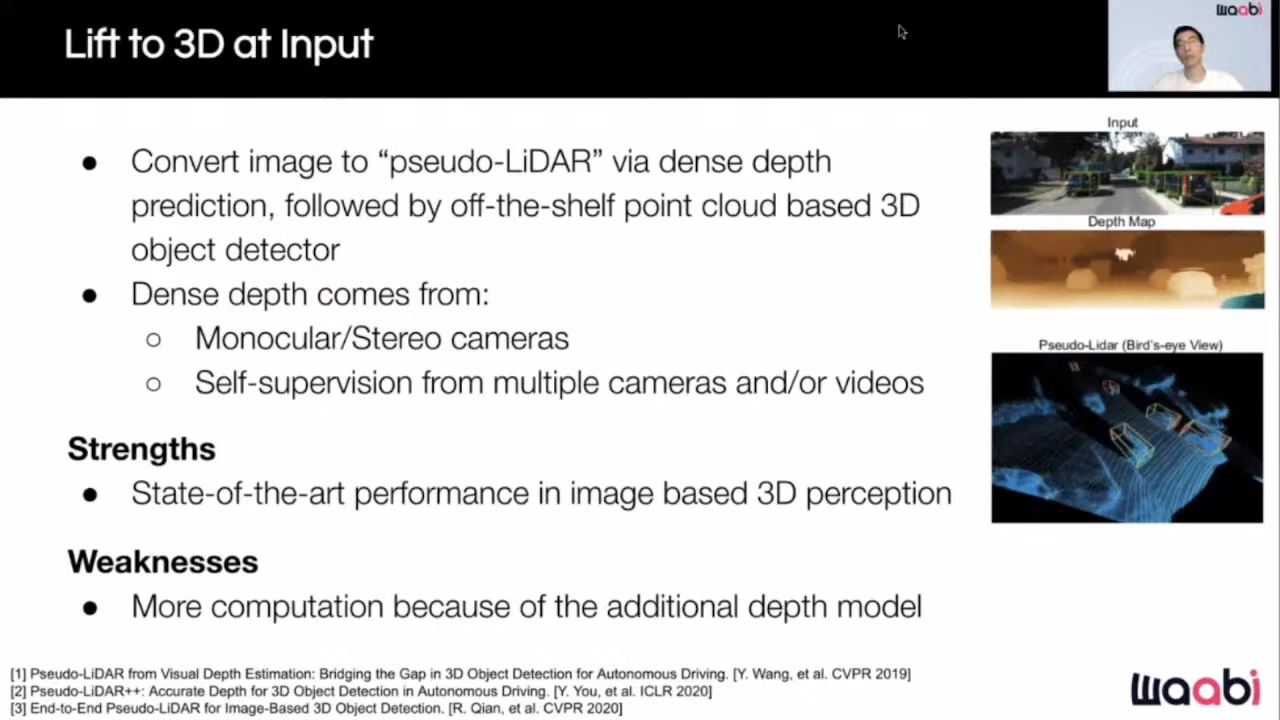 Lift to 3D at Input
waabi
● Convert image to “pseudo-LiDAR” via dense depth
prediction, followed by off-the-shelf point cloud based 3D
object detector
● Dense depth comes from:
○ Monocular/Stereo cameras
○ Self-supervision from multiple cameras and/or videos
Strengths
● State-of-the-art performance in image based 3D perception
Weaknesses
● More computation because of the additional depth model
Input
Depth Map
Pseudo-Lidar (Bird's-eye View)
[1] Pseudo-LiDAR from Visual Depth Estimation: Bridging the Gap in 3D Object Detection for Autonomous Driving. [Y. Wang, et al. CVPR 2019]
[2] Pseudo-LiDAR++: Accurate Depth for 3D Object Detection in Autonomous Driving. [Y. You, et al. ICLR 2020]
[3] End-to-End Pseudo-LiDAR for Image-Based 3D Object Detection. [R. Qian, et al. CVPR 2020]
waabi